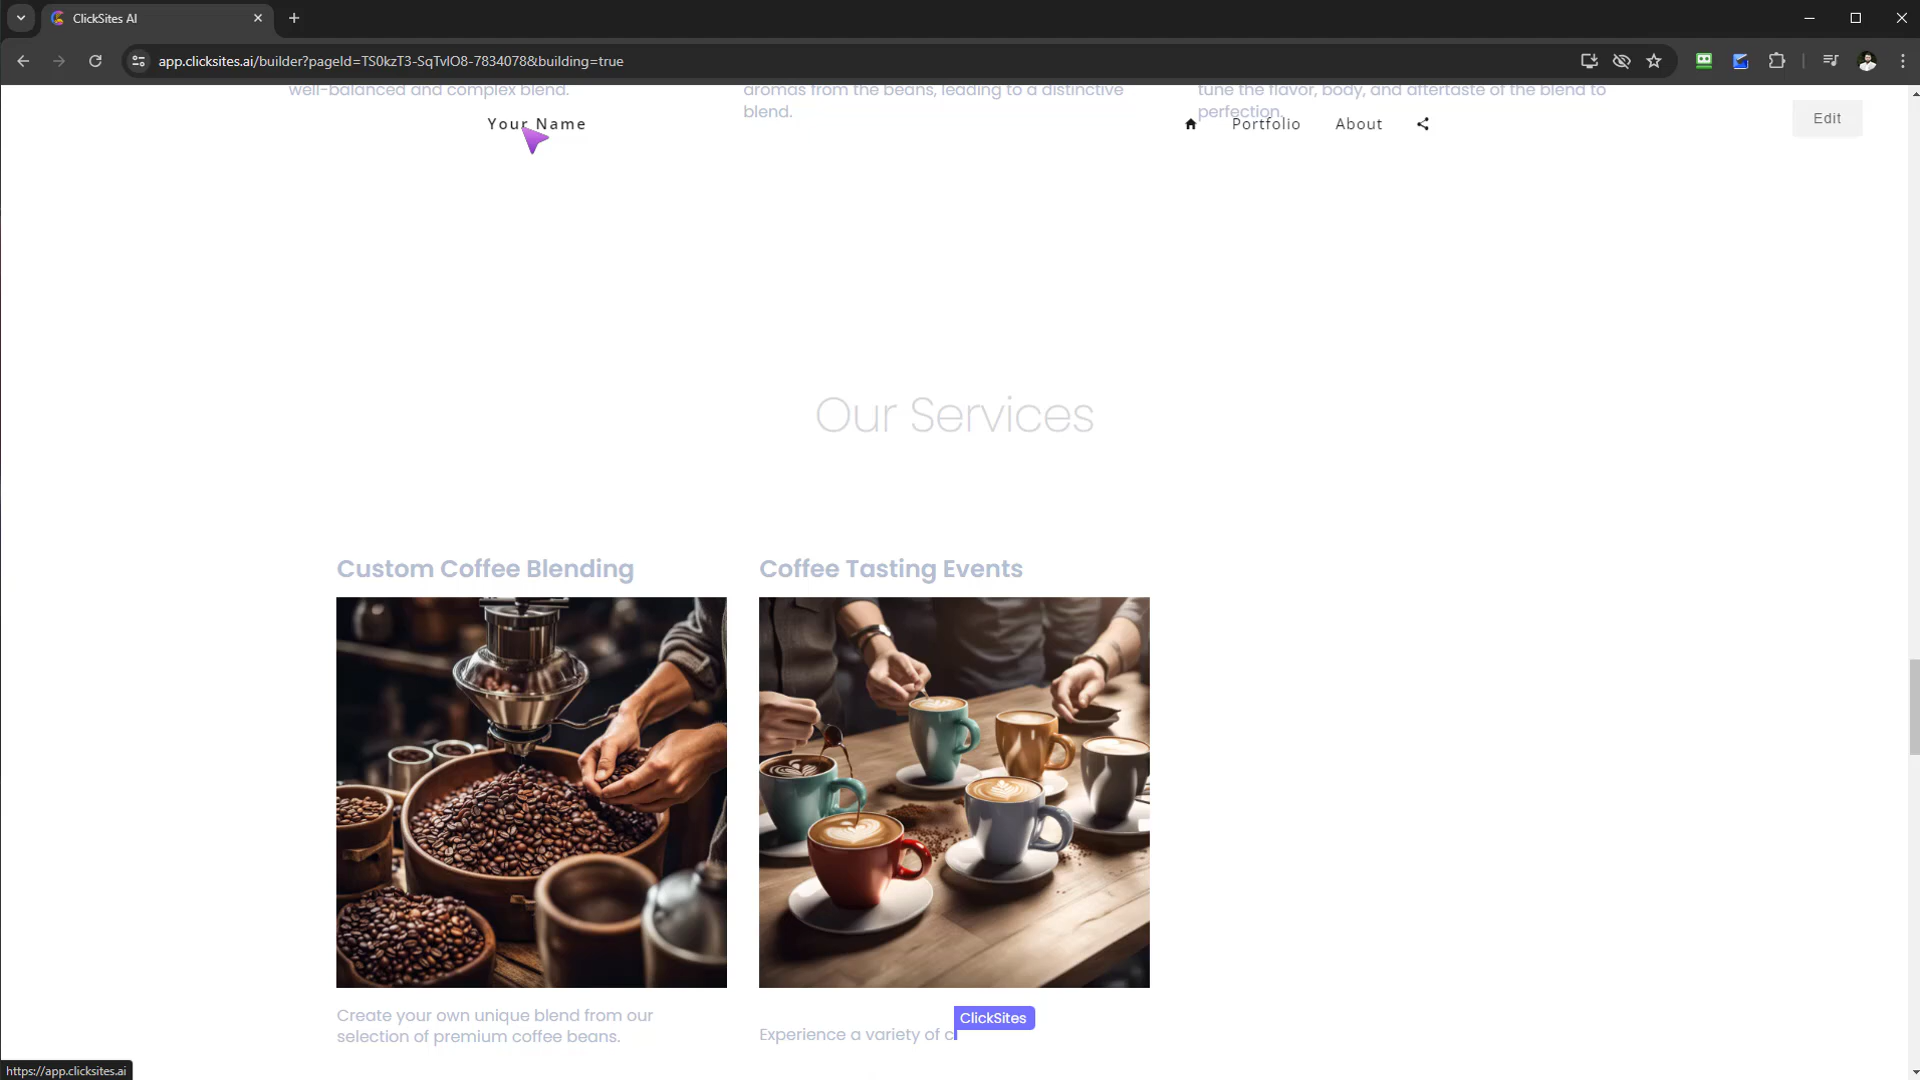 ClickSites AI
app.clicksites.ai/builder?pageId=TS0kzT3-SqTvlO8-7834078&building=true
well-balanced and complex blend.
aromas from the beans, leading to a distinctive
blend.
tune the flavor, body, and aftertaste of the blend to
perfection.
Your Name
Portfolio
About
Edit
Our Services
Custom Coffee Blending
Coffee Tasting Events
Create your own unique blend from our
selection of premium coffee beans.
Experience a variety of c
ClickSites
https://app.clicksites.ai